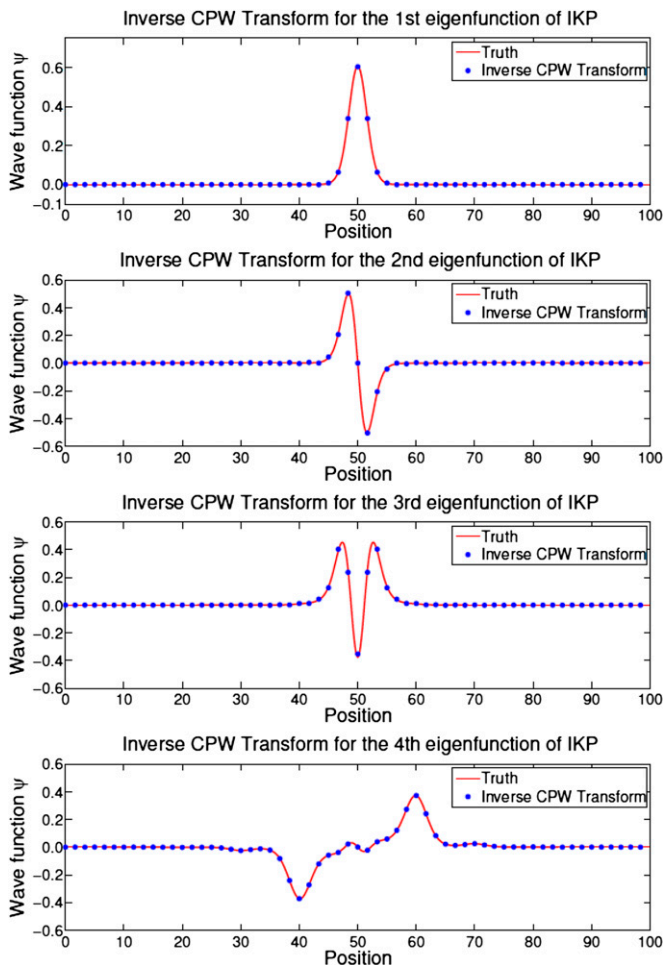 Inverse CPW Transform for the 1st eigenfunction of IKP
Wave function ψ
0.6
0.4
0.2
0.0
−0.1
Truth
Inverse CPW Transform
0 10 20 30 40 50 60 70 80 90 100
Position
Inverse CPW Transform for the 2nd eigenfunction of IKP
Wave function ψ
0.6
0.4
0.2
0.0
−0.2
−0.4
−0.6
Truth
Inverse CPW Transform
0 10 20 30 40 50 60 70 80 90 100
Position
Inverse CPW Transform for the 3rd eigenfunction of IKP
Wave function ψ
0.6
0.4
0.2
0.0
−0.2
−0.4
−0.6
Truth
Inverse CPW Transform
0 10 20 30 40 50 60 70 80 90 100
Position
Inverse CPW Transform for the 4th eigenfunction of IKP
Wave function ψ
0.6
0.4
0.2
0.0
−0.2
−0.4
−0.6
Truth
Inverse CPW Transform
0 10 20 30 40 50 60 70 80 90 100
Position